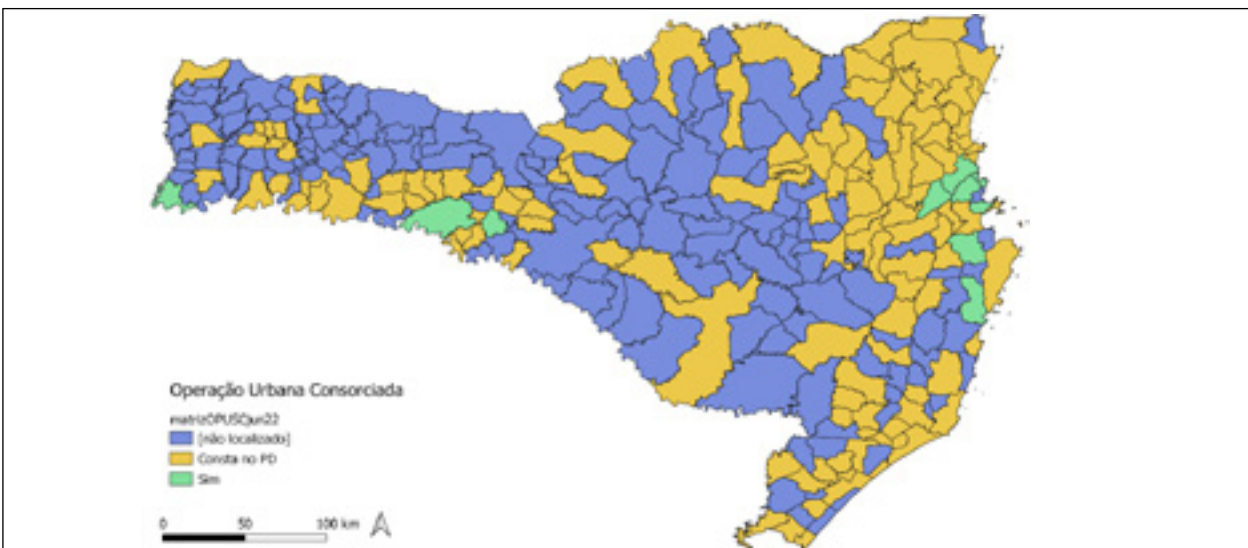 Operação Urbana Consorciada
matrizOPUSCjun22
[não localizado]
Consta no PD
Sim
0 50 100 km